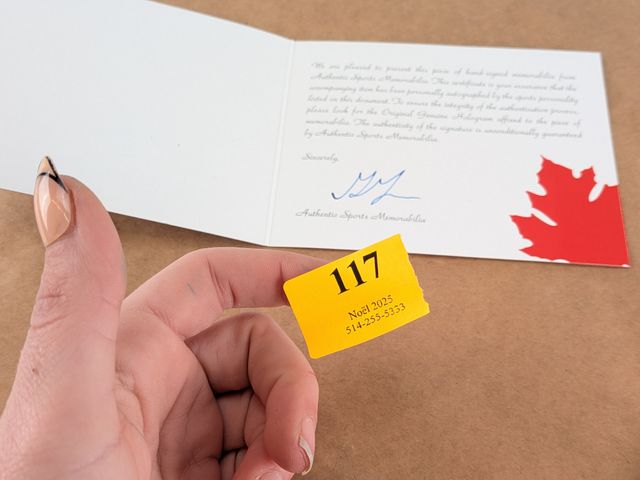 We are pleased to present this piece of hand-signed memorabilia from
Authentic Sports Memorabilia. This certificate is your assurance that the
accompanying item has been personally autographed by the sports personality
listed in this document. To ensure the integrity of the authentication process,
please look for the Original Genuine Hologram affixed to the piece of
memorabilia. The authenticity of the signature is unconditionally guaranteed
by Authentic Sports Memorabilia.
Sincerely,
Authentic Sports Memorabilia
117
Noël 2025
514-255-5333